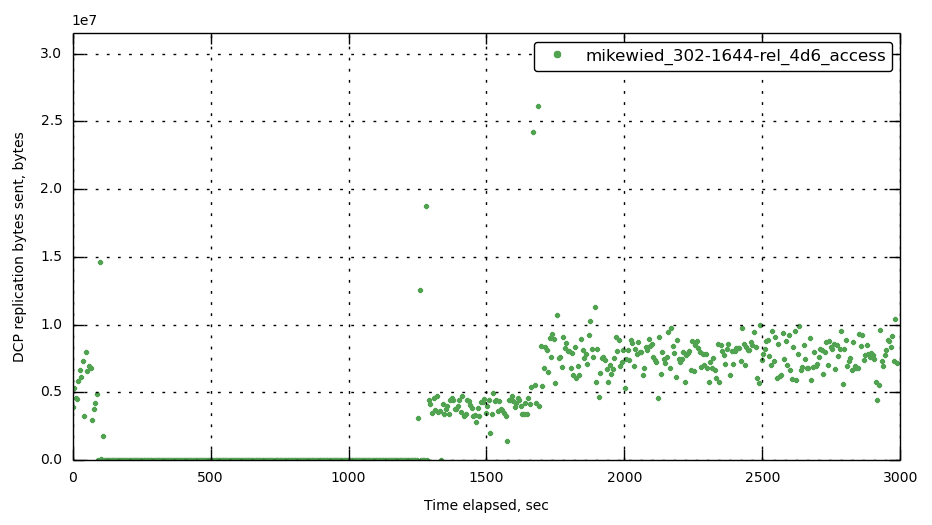 1e7
mikewied_302-1644-rel_4d6_access
3.0
2.5
2.0
1.5
1.0
0.5
0.0
DCP replication bytes sent, bytes
0 500 1000 1500 2000 2500 3000
Time elapsed, sec